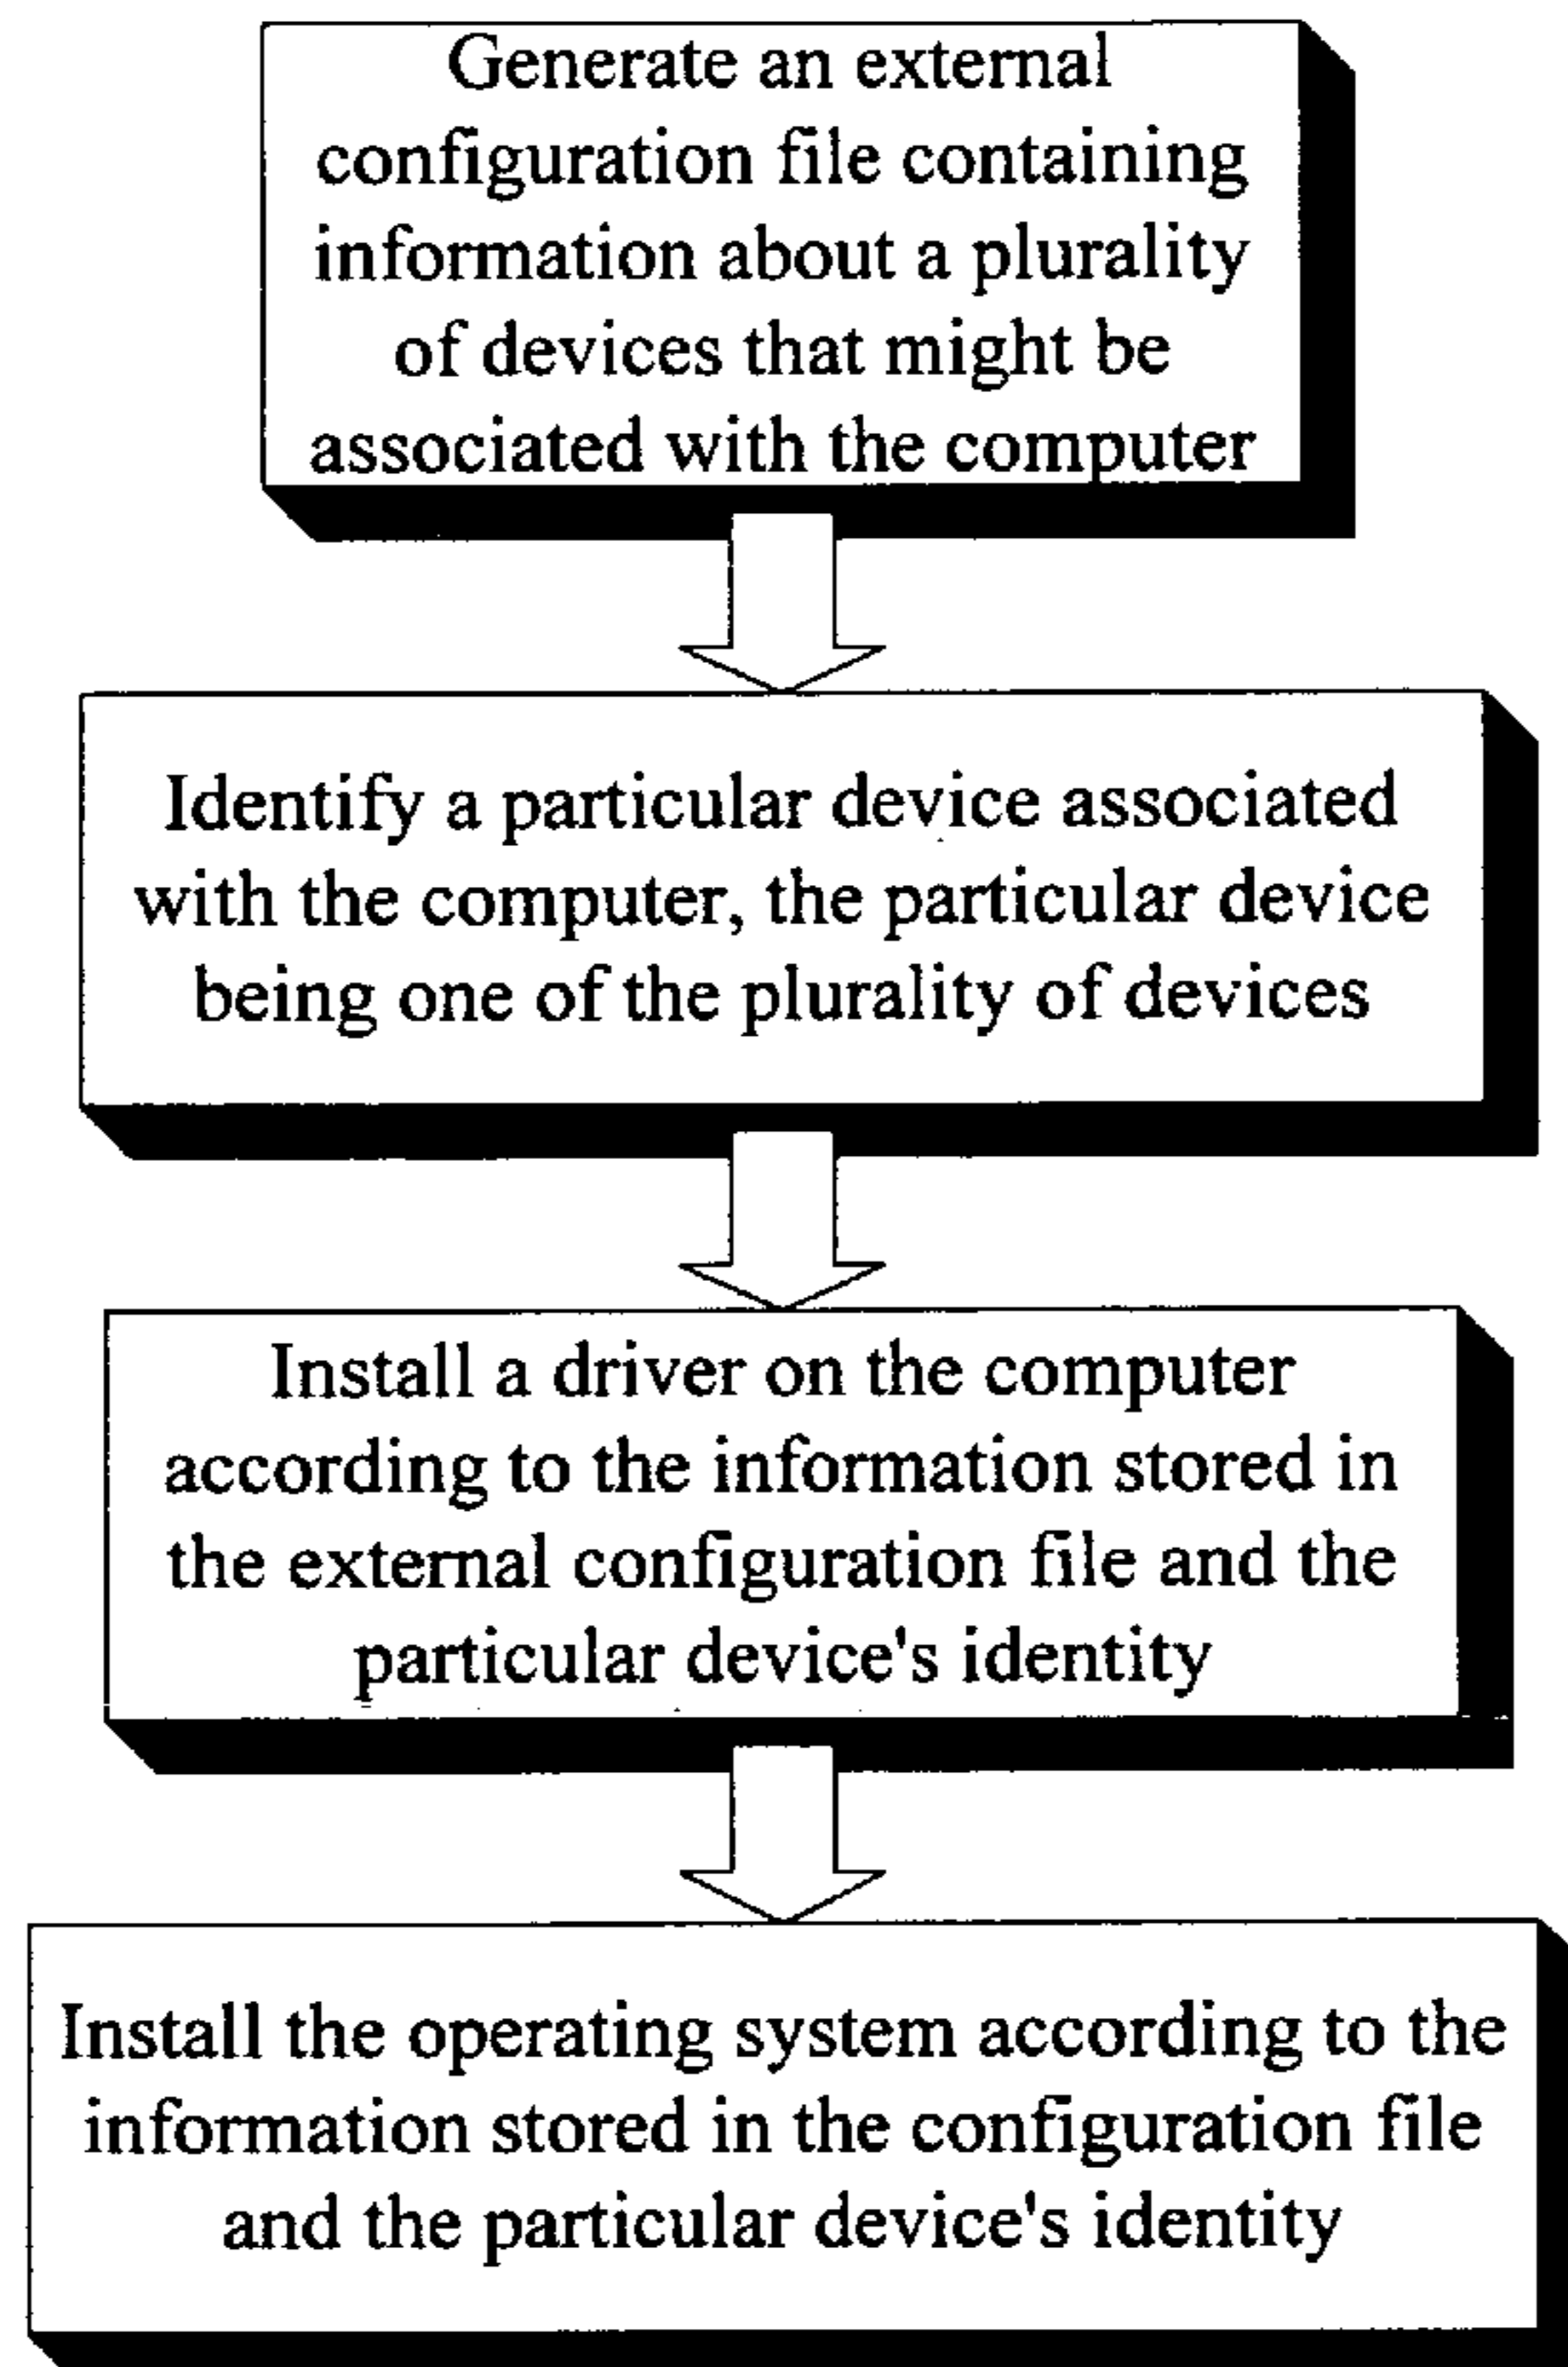 Generate an external
configuration file containing
information about a plurality
of devices that might be
associated with the computer
Identify a particular device associated
with the computer, the particular device
being one of the plurality of devices
Install a driver on the computer
according to the information stored in
the external configuration file and the
particular device's identity
Install the operating system according to the
information stored in the configuration file
and the particular device's identity